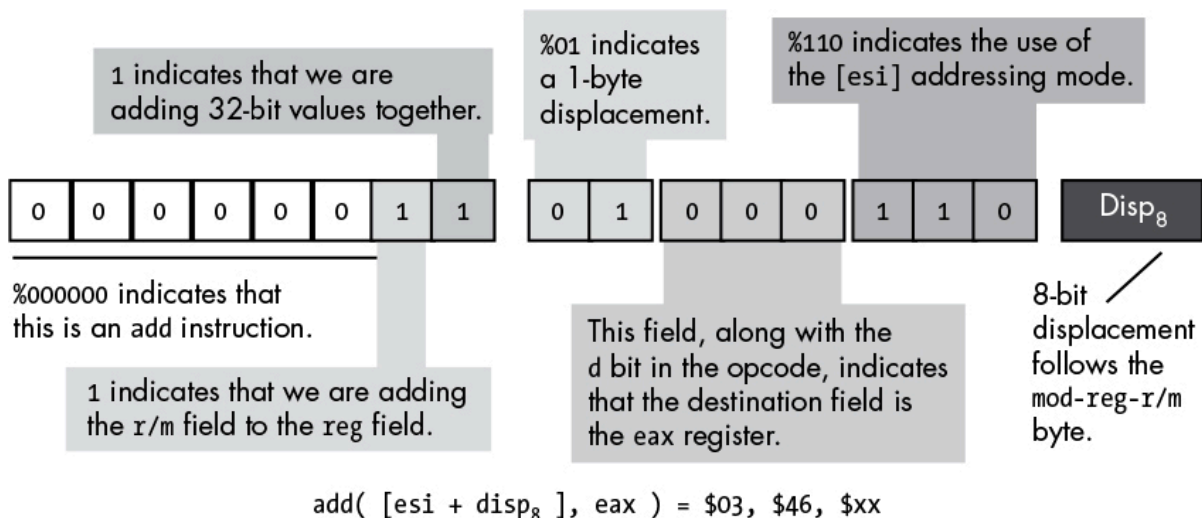 1 indicates that we are
adding 32-bit values together.
%01 indicates
a 1-byte
displacement.
%110 indicates the use of
the [esi] addressing mode.
0 0 0 0 0 0 1 1 0 1 0 0 0 1 1 0 Disp₈
%000000 indicates that
this is an add instruction.
1 indicates that we are adding
the r/m field to the reg field.
This field, along with the
d bit in the opcode, indicates
that the destination field is
the eax register.
8-bit
displacement
follows the
mod-reg-r/m
byte.
add( [esi + disp₈ ], eax ) = $03, $46, $xx